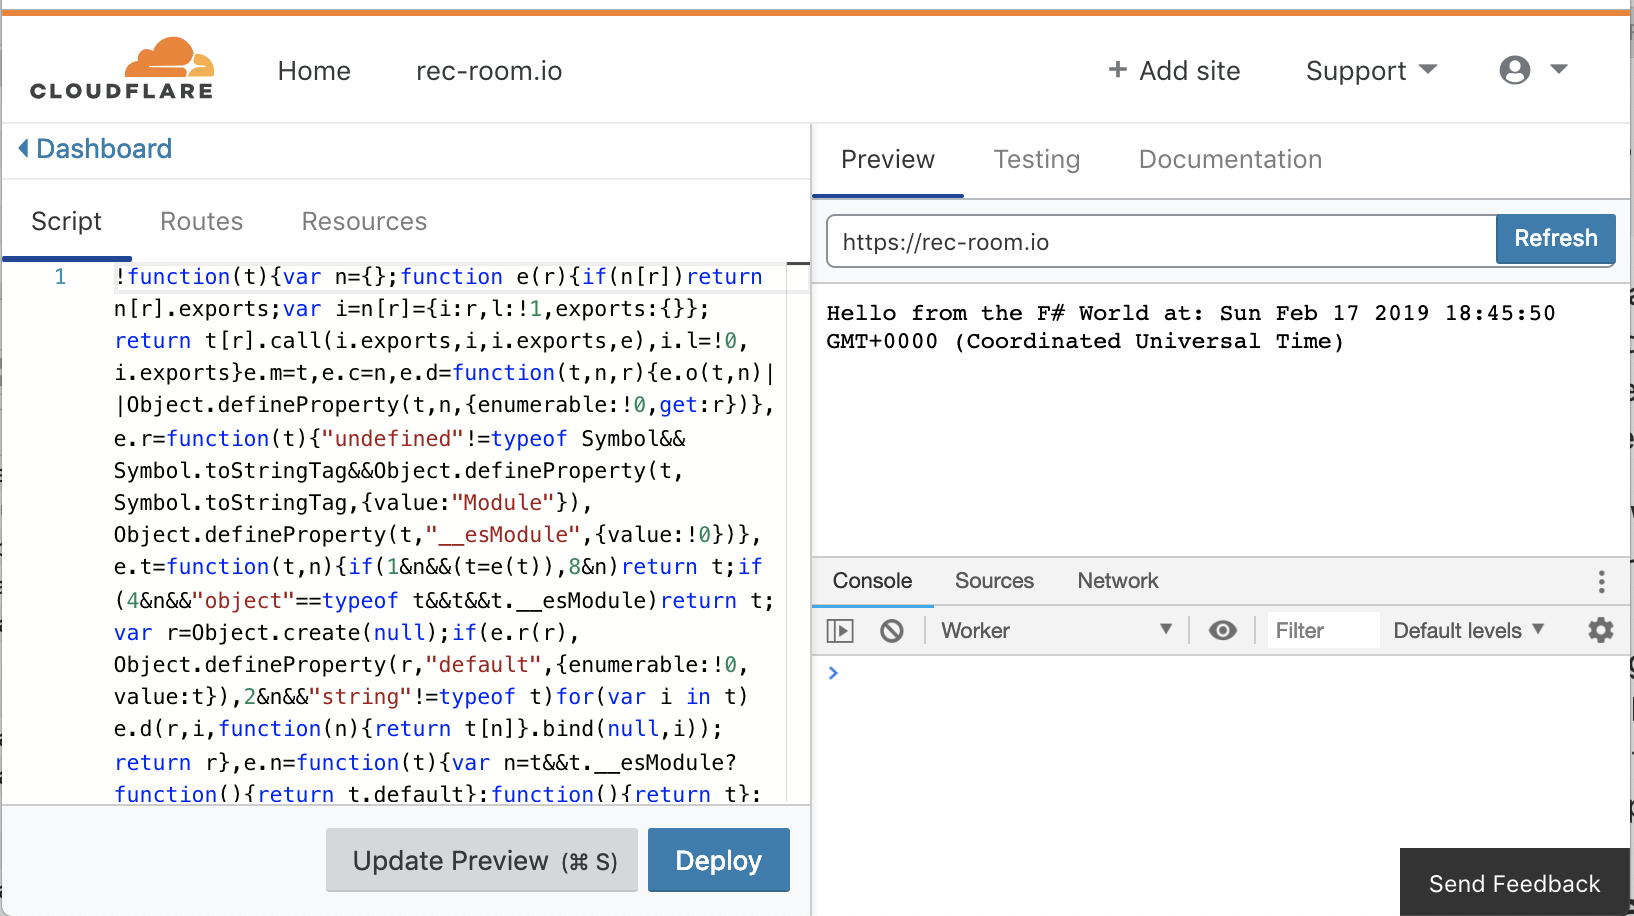 CLOUDFLARE
Home
rec-room.io
+ Add site
Support
Dashboard
Script
Routes
Resources
1
!function(t){var n={};function e(r){if(n[r])return
n[r].exports;var i=n[r]={i:r,l:!1,exports:{}};
return t[r].call(i.exports,i,i.exports,e),i.l=!0,
i.exports}e.m=t,e.c=n,e.d=function(t,n,r){e.o(t,n)|
|Object.defineProperty(t,n,{enumerable:!0,get:r})},
e.r=function(t){"undefined"!=typeof Symbol&&
Symbol.toStringTag&&Object.defineProperty(t,
Symbol.toStringTag,{value:"Module"}),
Object.defineProperty(t,"__esModule",{value:!0})},
e.t=function(t,n){if(1&n&&(t=e(t)),8&n)return t;if
(4&n&&"object"==typeof t&&t&&t.__esModule)return t;
var r=Object.create(null);if(e.r(r),
Object.defineProperty(r,"default",{enumerable:!0,
value:t}),2&n&&"string"!=typeof t)for(var i in t)
e.d(r,i,function(n){return t[n]}.bind(null,i));
return r},e.n=function(t){var n=t&&t.__esModule?
function(){return t.default}:function(){return t};
Update Preview (⌘ S)
Deploy
Preview
Testing
Documentation
https://rec-room.io
Refresh
Hello from the F# World at: Sun Feb 17 2019 18:45:50
GMT+0000 (Coordinated Universal Time)
Console
Sources
Network
Worker
Filter
Default levels
Send Feedback